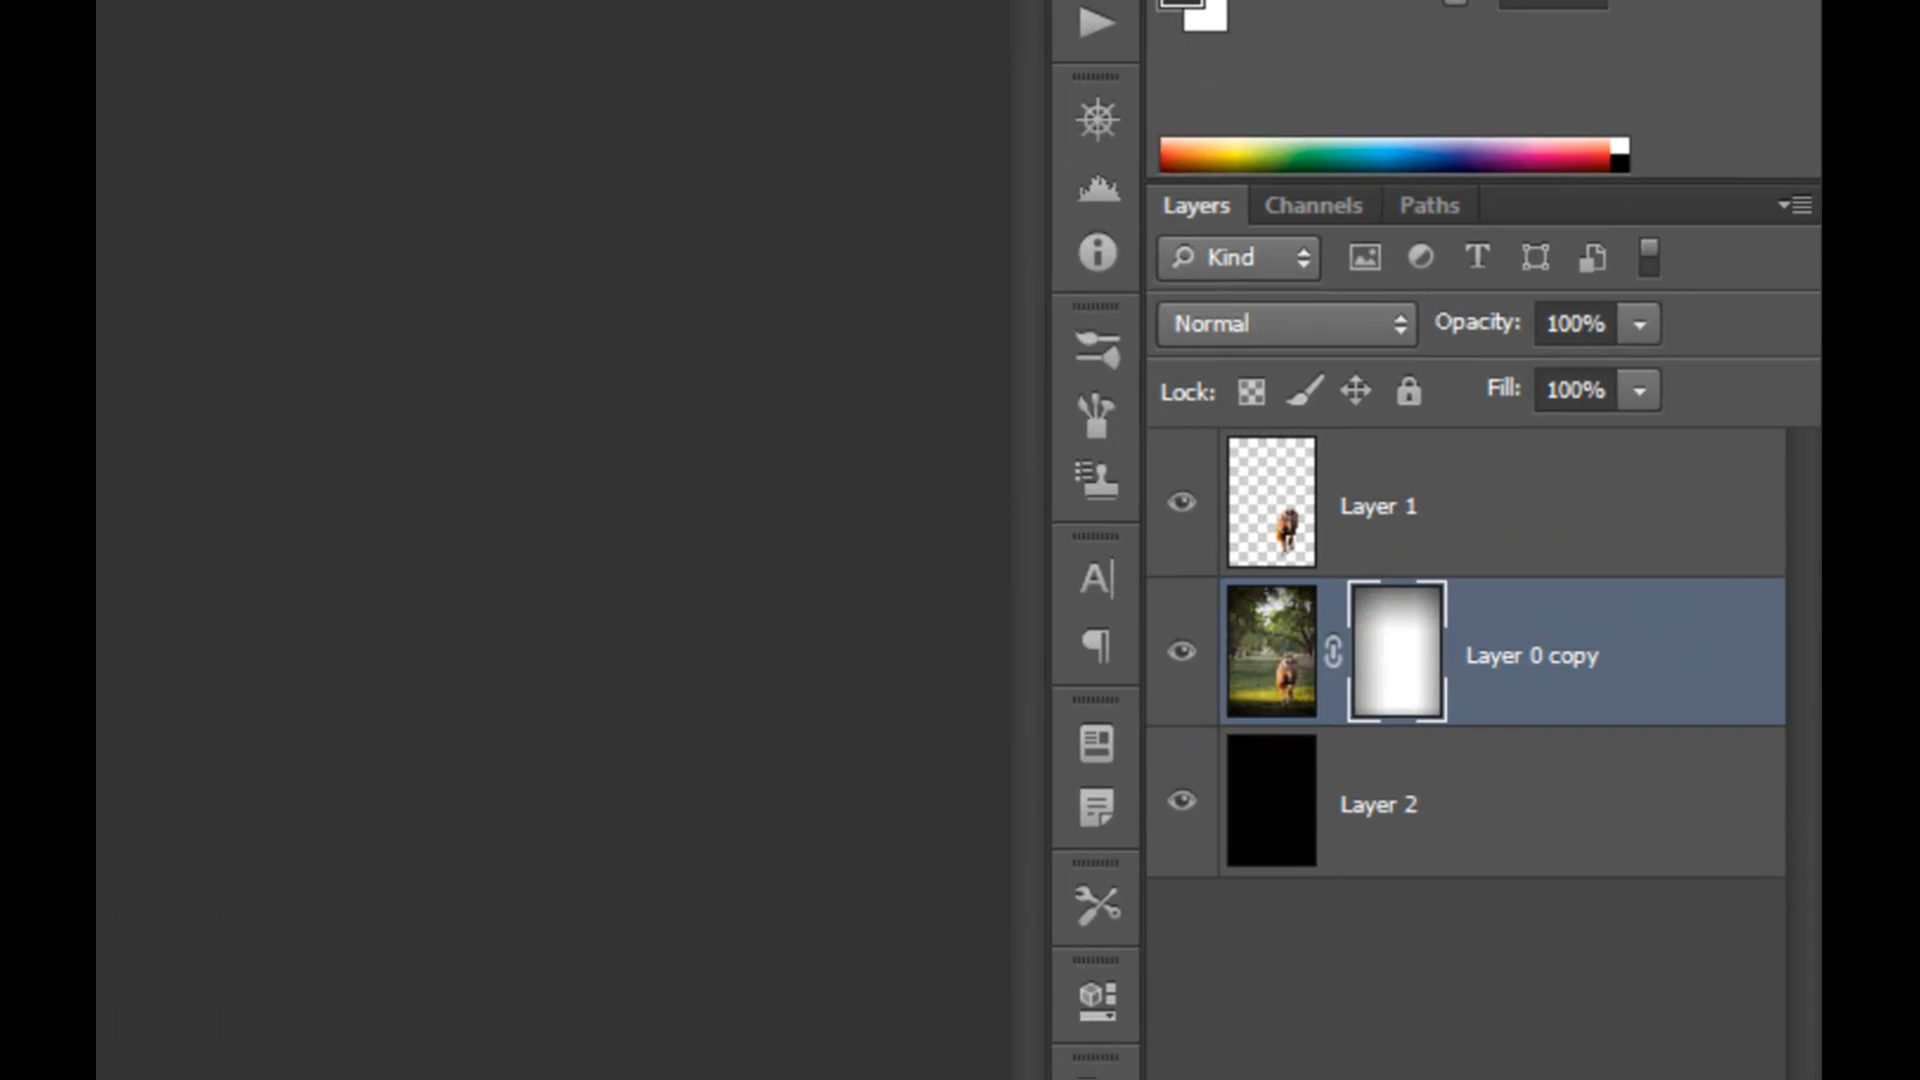 Layers Channels Paths
Kind
Normal Opacity: 100%
Lock: Fill: 100%
Layer 1
Layer 0 copy
Layer 2